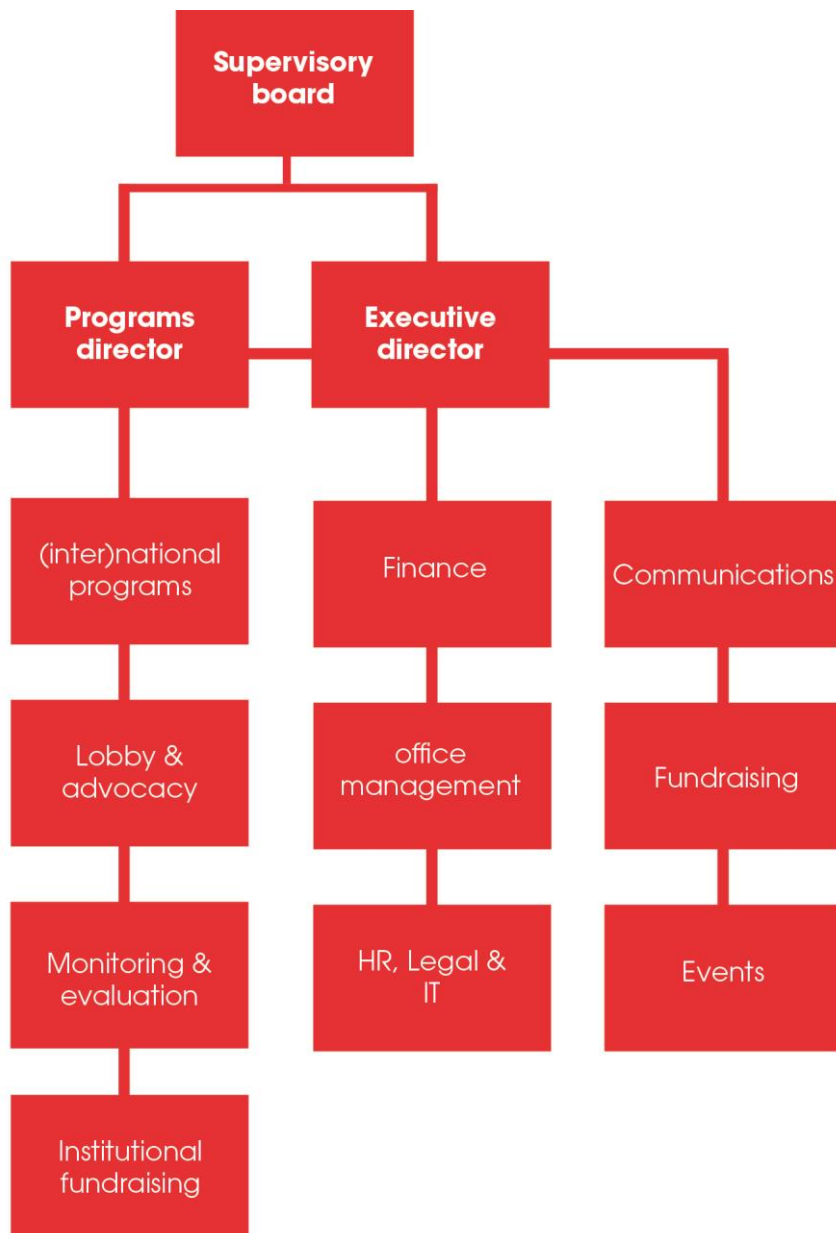 Supervisory
board
Programs
director
Executive
director
(inter)national
programs
Finance
Communications
Lobby &
advocacy
office
management
Fundraising
Monitoring &
evaluation
HR, Legal &
IT
Events
Institutional
fundraising